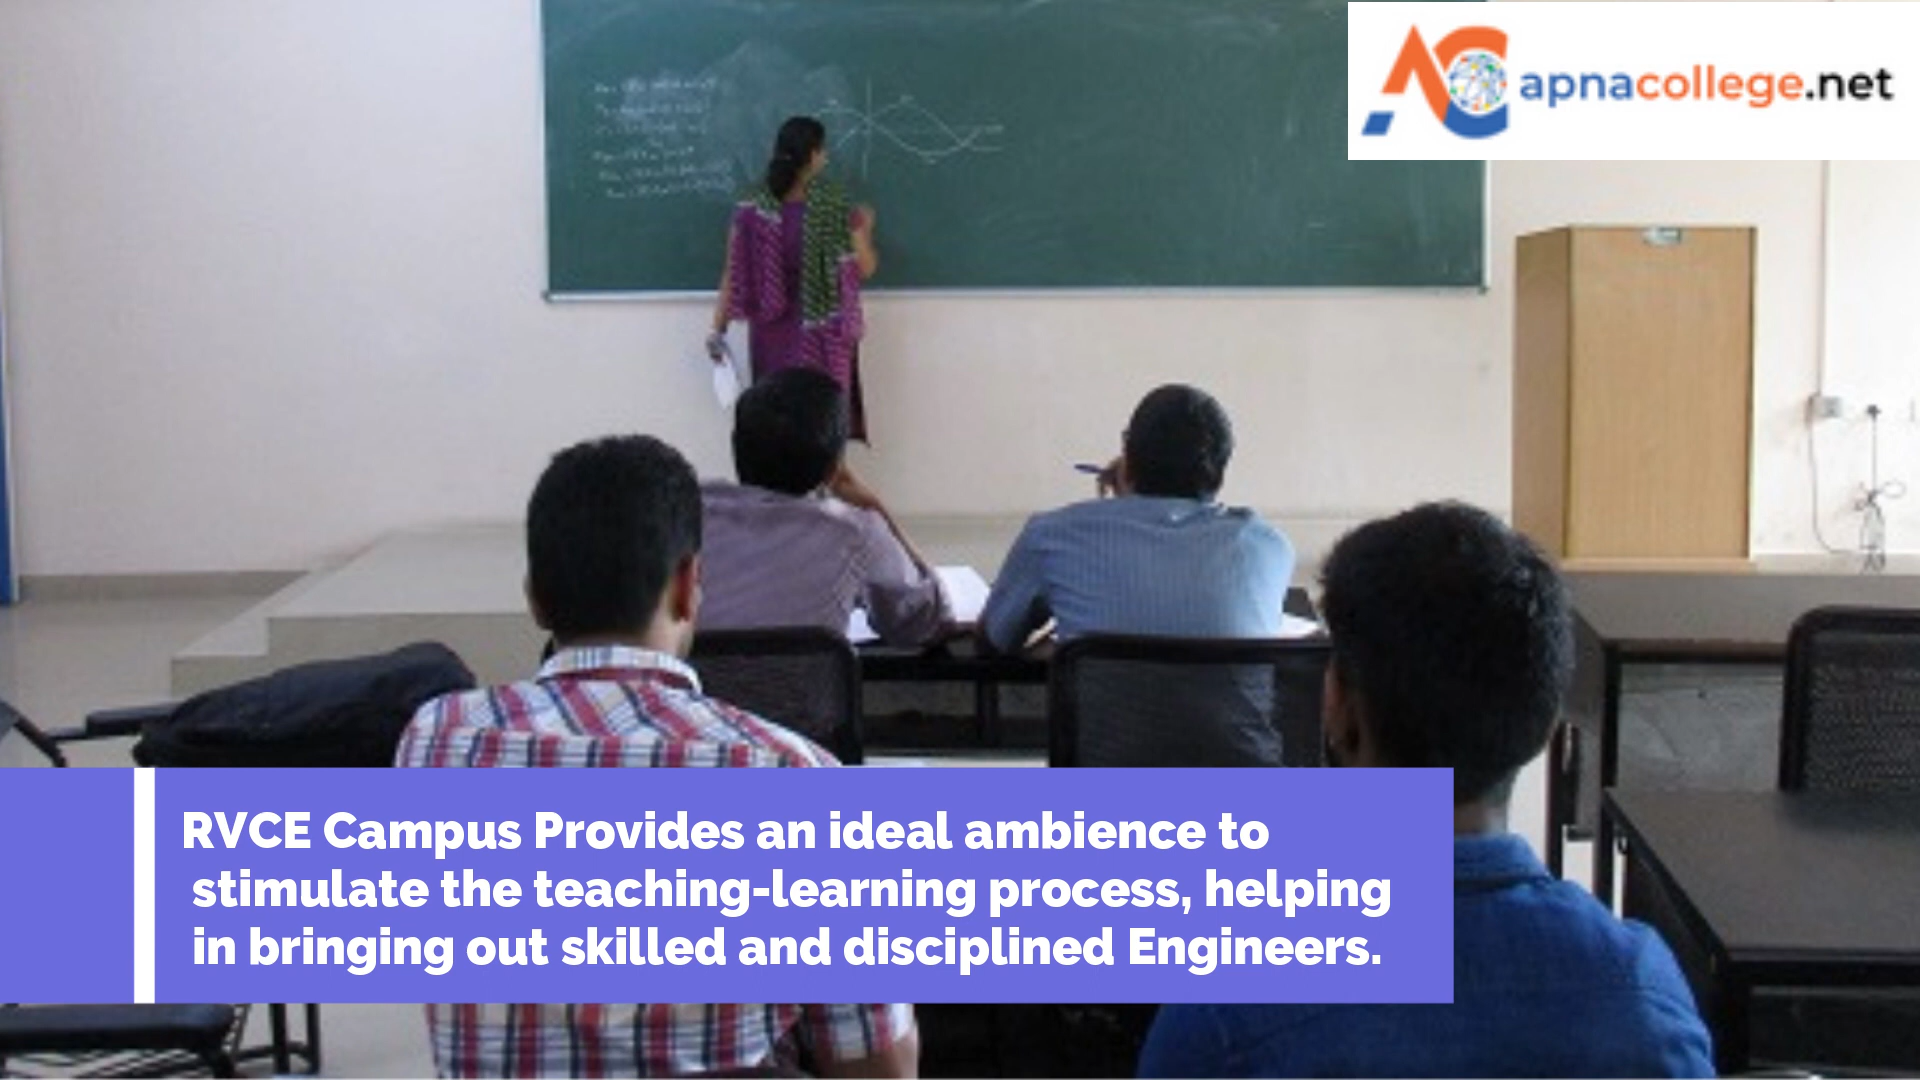 apnacollege.net
RVCE Campus Provides an ideal ambience to
stimulate the teaching-learning process, helping
in bringing out skilled and disciplined Engineers.